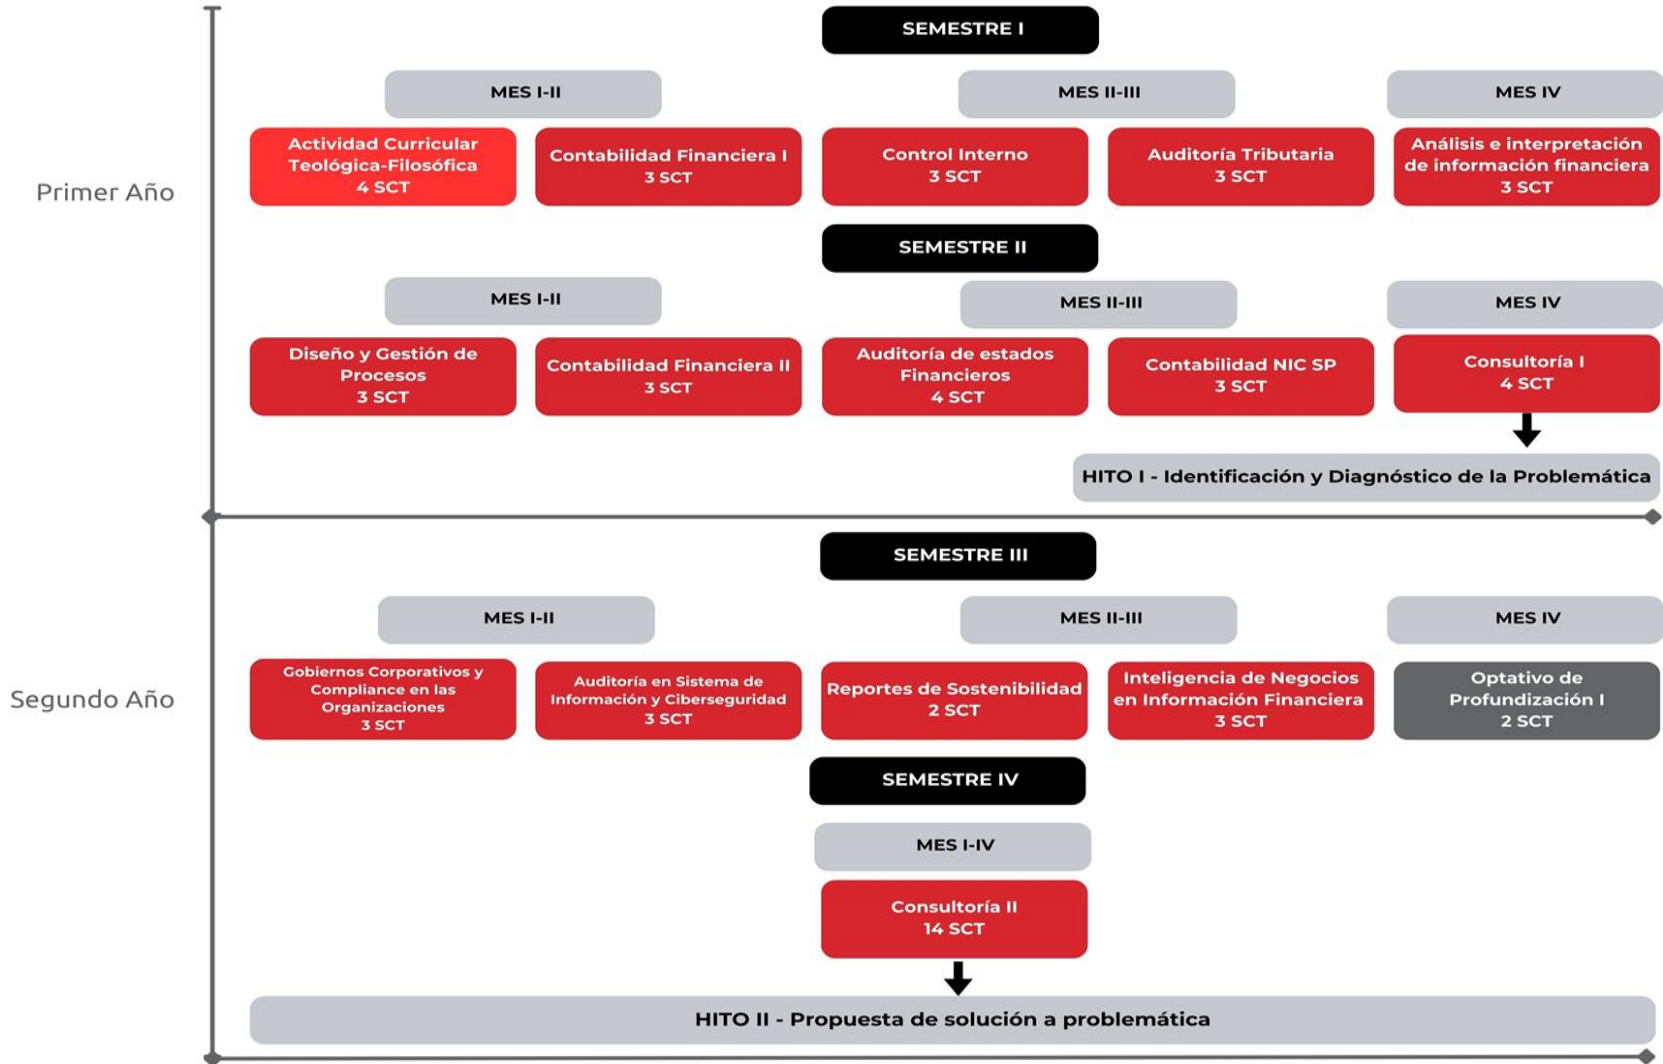 Primer Año
SEMESTRE I
MES I-II
MES II-III
MES IV
Actividad Curricular
Teológica-Filosófica
4 SCT
Contabilidad Financiera I
3 SCT
Control Interno
3 SCT
Auditoría Tributaria
3 SCT
Análisis e interpretación
de información financiera
3 SCT
SEMESTRE II
MES I-II
MES II-III
MES IV
Diseño y Gestión de
Procesos
3 SCT
Contabilidad Financiera II
3 SCT
Auditoría de estados
Financieros
4 SCT
Contabilidad NIC SP
3 SCT
Consultoría I
4 SCT
HITO I - Identificación y Diagnóstico de la Problemática
Segundo Año
SEMESTRE III
MES I-II
MES II-III
MES IV
Gobiernos Corporativos y
Compliance en las
Organizaciones
3 SCT
Auditoría en Sistema de
Información y Ciberseguridad
3 SCT
Reportes de Sostenibilidad
2 SCT
Inteligencia de Negocios
en Información Financiera
3 SCT
Optativo de
Profundización I
2 SCT
SEMESTRE IV
MES I-IV
Consultoría II
14 SCT
HITO II - Propuesta de solución a problemática